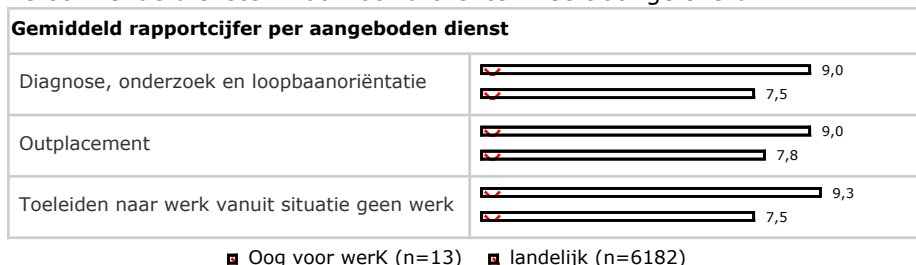 Gemiddeld rapportcijfer per aangeboden dienst
Diagnose, onderzoek en loopbaanoriëntatie
9,0
7,5
Outplacement
9,0
7,8
Toeleiden naar werk vanuit situatie geen werk
9,3
7,5
Oog voor werK (n=13) landelijk (n=6182)